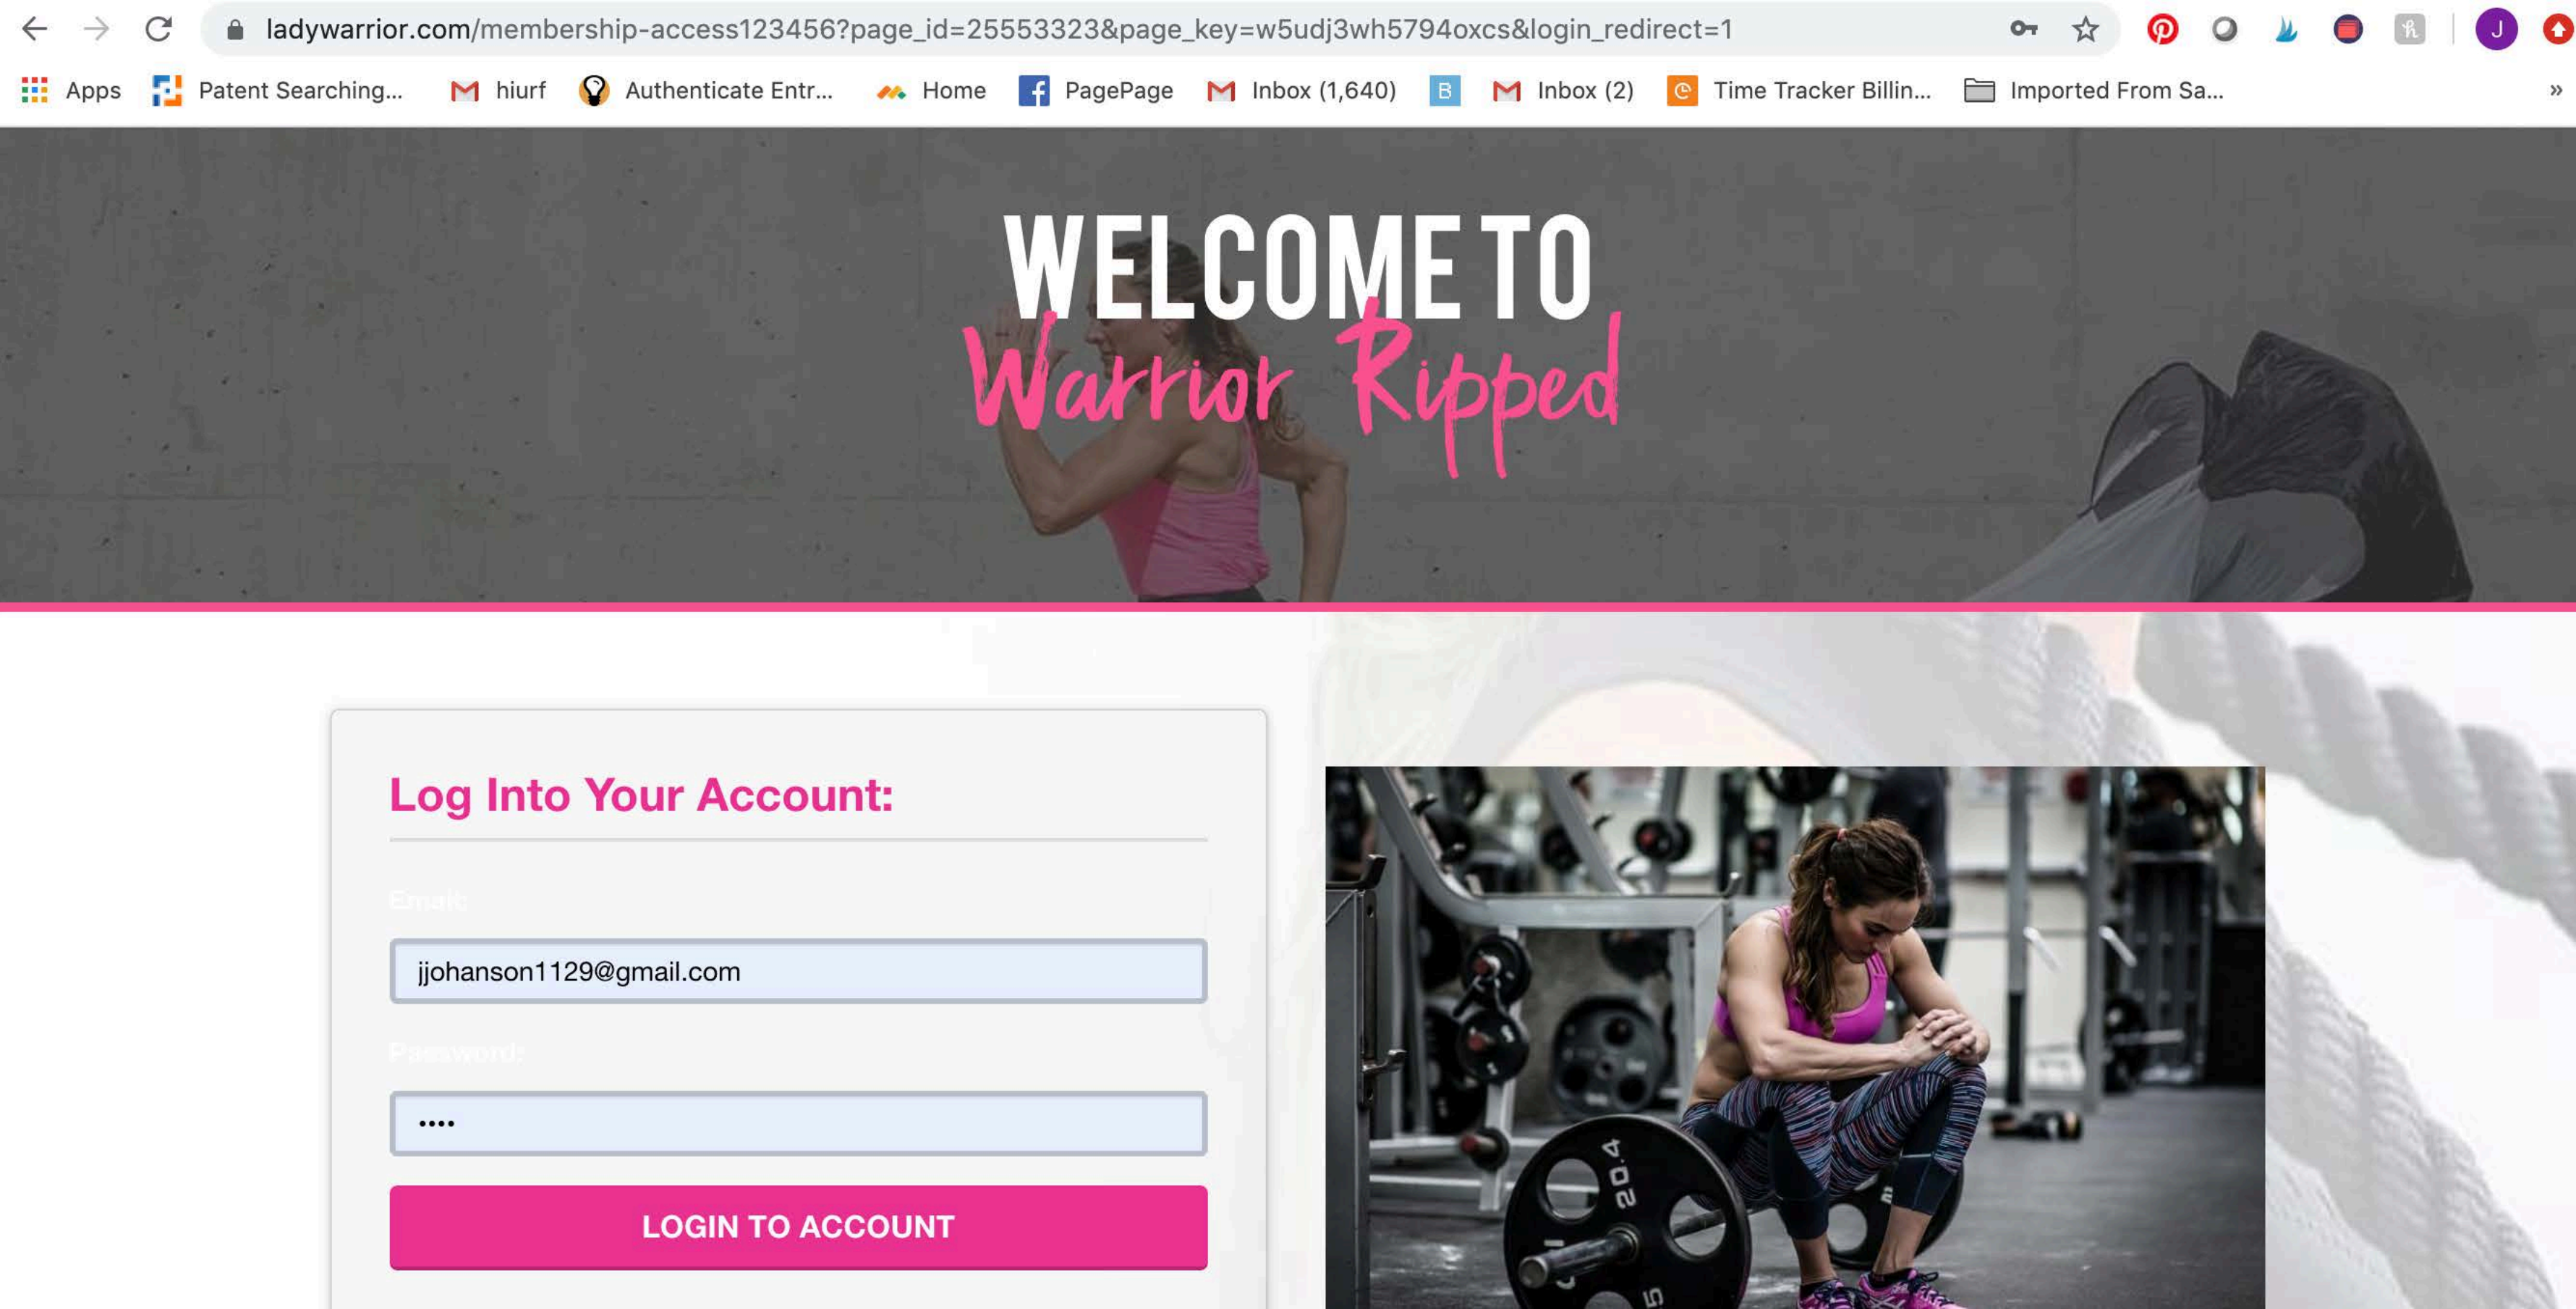 ladywarrior.com/membership-access123456?page_id=25553323&page_key=w5udj3wh5794oxcs&login_redirect=1
J
Apps Patent Searching... hiurf Authenticate Entr... Home PagePage Inbox (1,640) B Inbox (2) Time Tracker Billin... Imported From Sa... »
WELCOME TO
Warrior Ripped
Log Into Your Account:
Email:
jjohanson1129@gmail.com
Password:
••••
LOGIN TO ACCOUNT
20.4